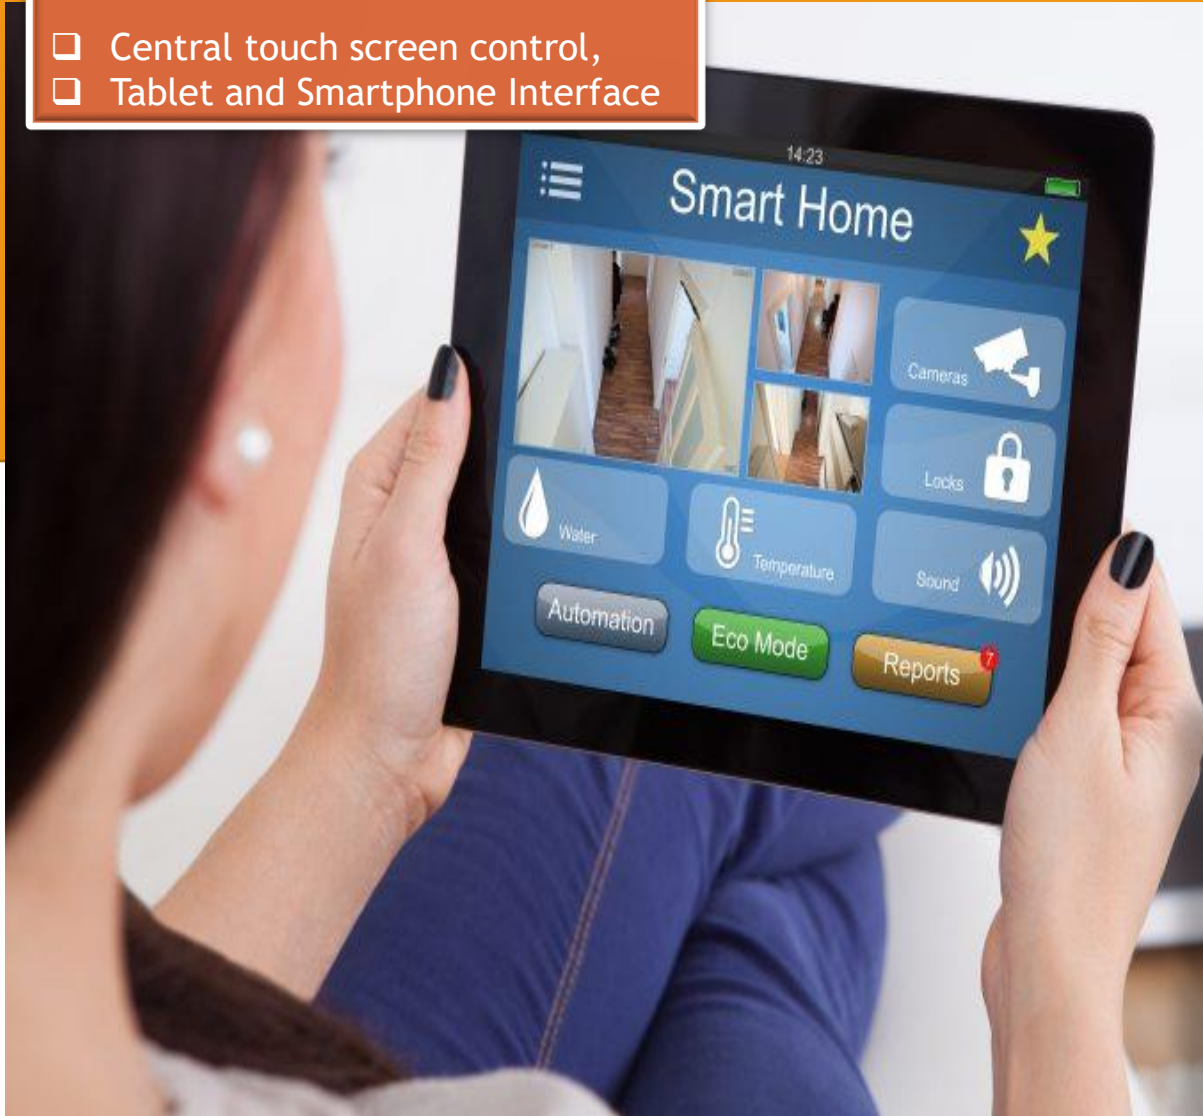 ❑ Central touch screen control,
❑ Tablet and Smartphone Interface
14:23
Smart Home
Cameras
Locks
Water
Temperature
Sound
Automation
Eco Mode
Reports
7